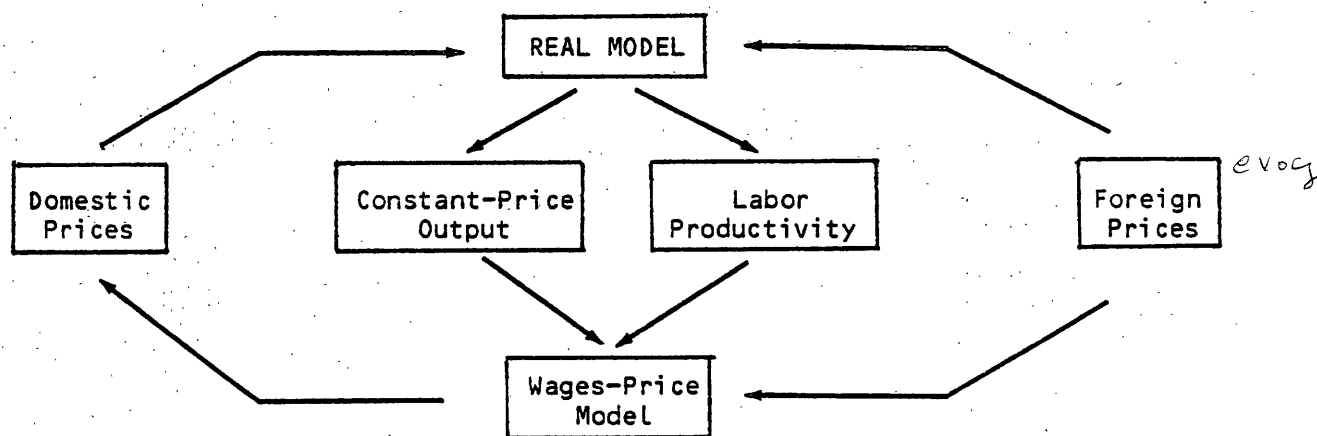 REAL MODEL
Domestic
Prices
Constant-Price
Output
Labor
Productivity
Foreign
Prices
Wages-Price
Model